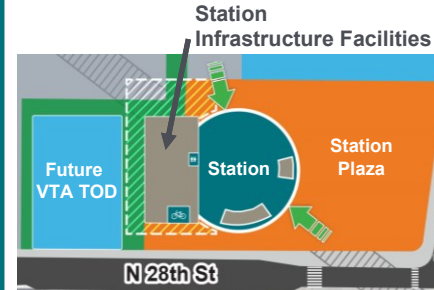 Station
Infrastructure Facilities
Future
VTA TOD
Station
Station
Plaza
N 28th St